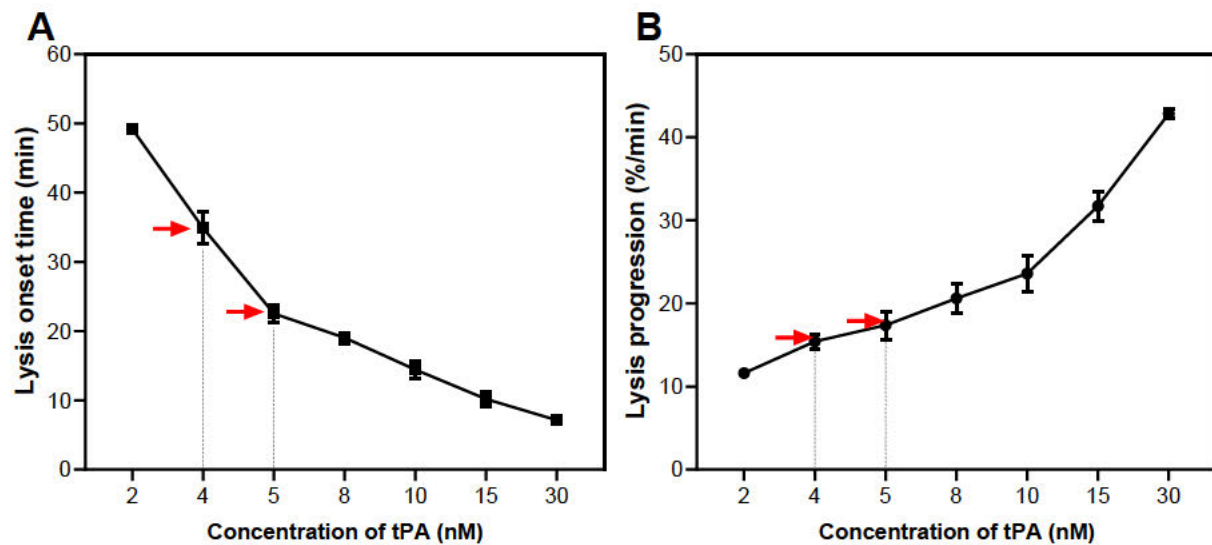 A
Lysis onset time (min)
60
50
40
30
20
10
0
2 4 5 8 10 15 30
Concentration of tPA (nM)
B
Lysis progression (%/min)
50
40
30
20
10
0
2 4 5 8 10 15 30
Concentration of tPA (nM)